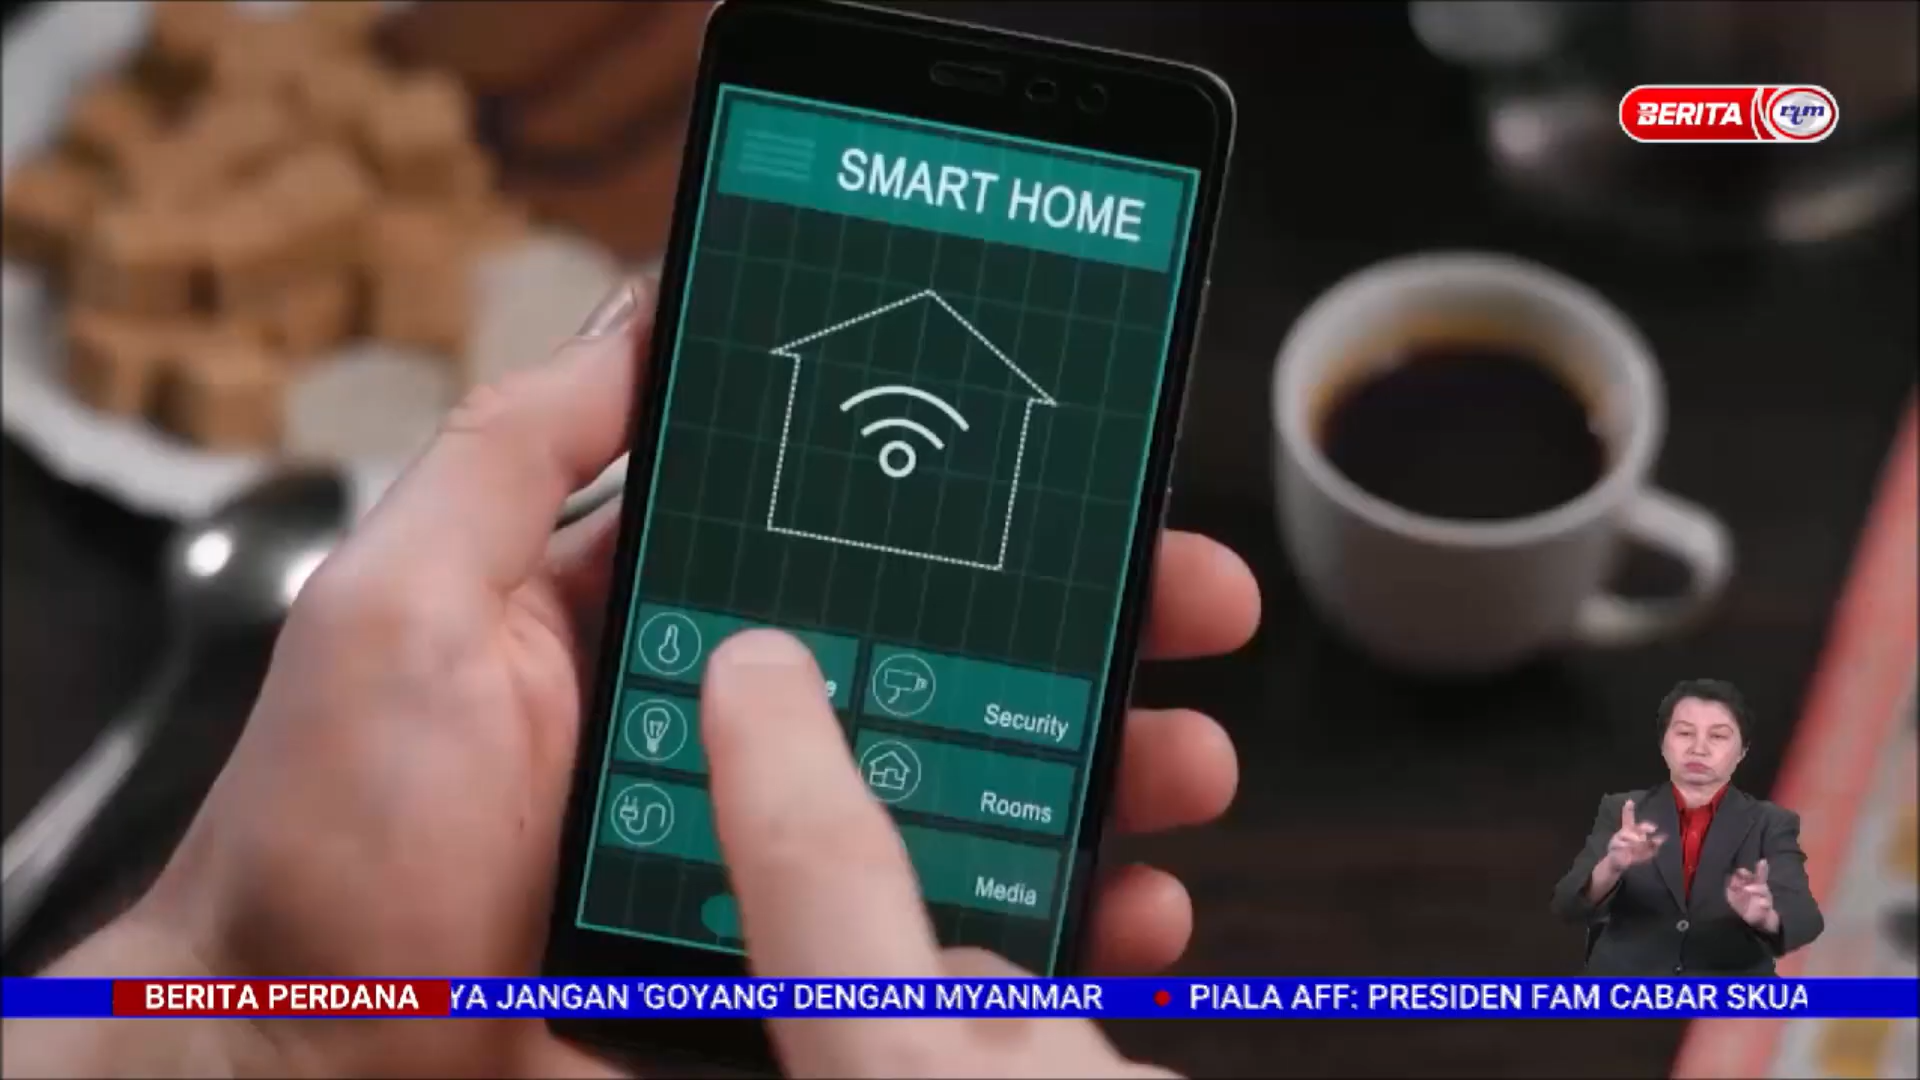 BERITA rtm
SMART HOME
Security
Rooms
Media
BERITA PERDANA YA JANGAN 'GOYANG' DENGAN MYANMAR • PIALA AFF: PRESIDEN FAM CABAR SKUA